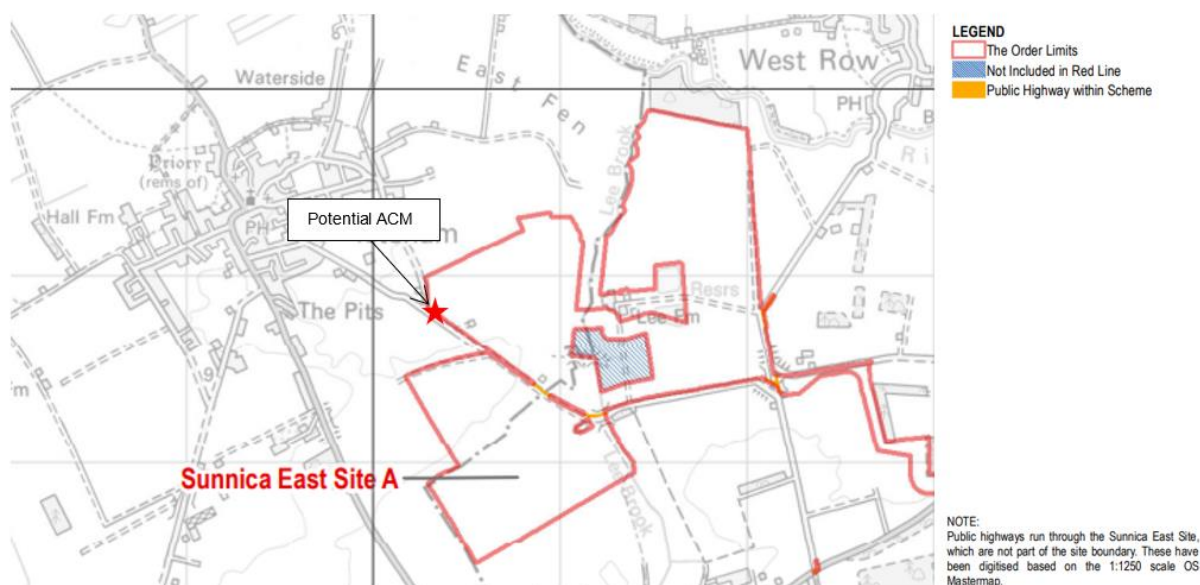 LEGEND
The Order Limits
Not Included in Red Line
Public Highway within Scheme
West Row
Waterside
East Fen
PH
Priory
(rems of)
Lee Brook
Hall Fm
Potential ACM
PH
The Pits
Resrs
Lee Fm
9
Sunnica East Site A
Lee Brook
NOTE:
Public highways run through the Sunnica East Site,
which are not part of the site boundary. These have
been digitised based on the 1:1250 scale OS
Mastermap.